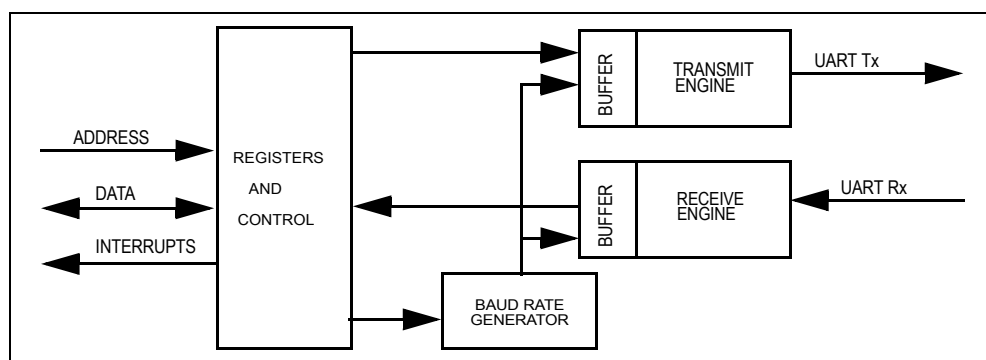 ADDRESS
DATA
INTERRUPTS
REGISTERS
AND
CONTROL
BUFFER
TRANSMIT
ENGINE
UART Tx
BUFFER
RECEIVE
ENGINE
UART Rx
BAUD RATE
GENERATOR